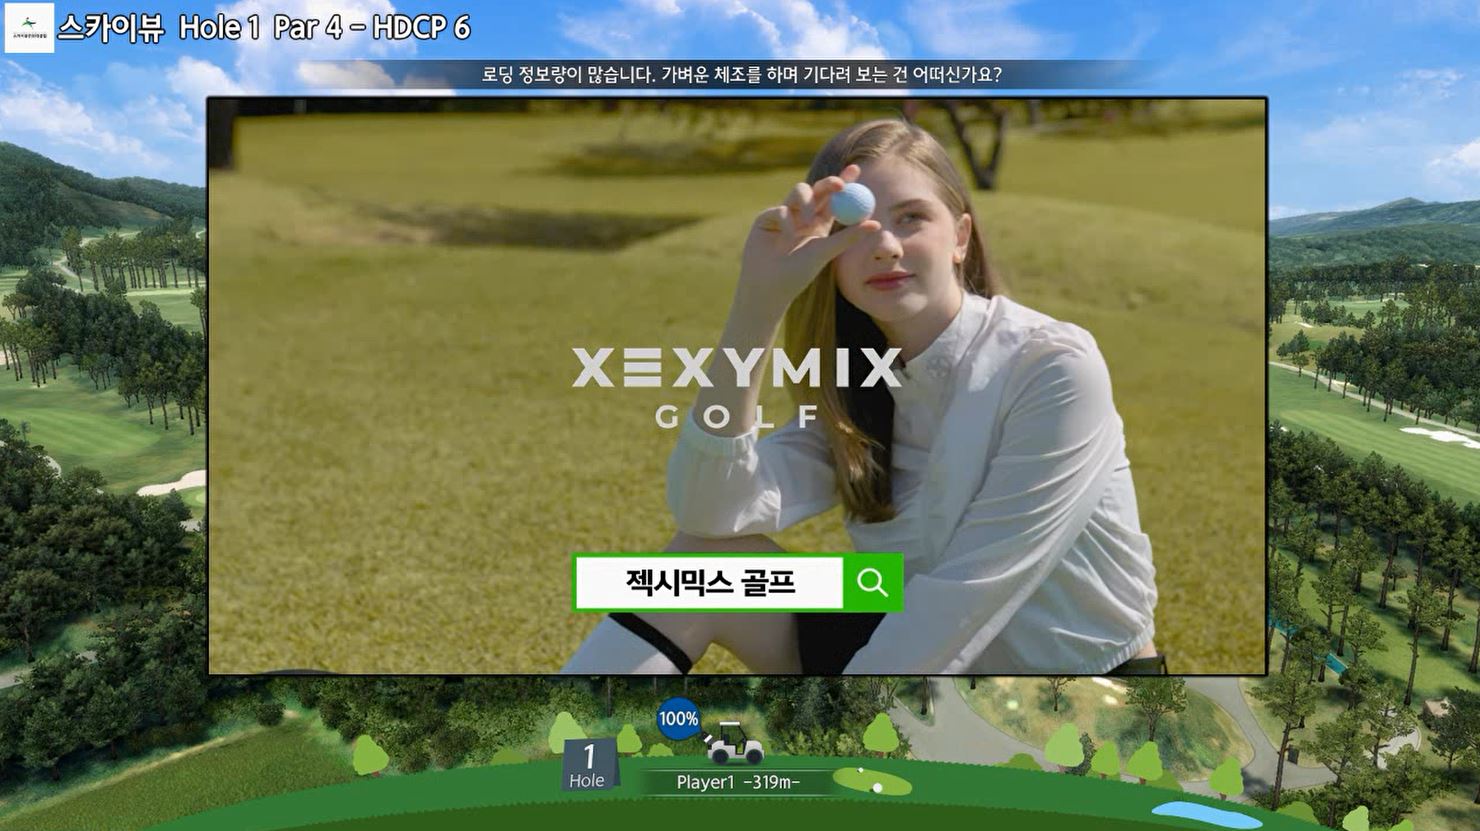 스카이뷰 Hole 1 Par 4 - HDCP 6
로딩 정보량이 많습니다. 가벼운 체조를 하며 기다려 보는 건 어떠신가요?
XEXYMIX
GOLF
젝시믹스 골프
100%
1
Hole
Player1 -319m-